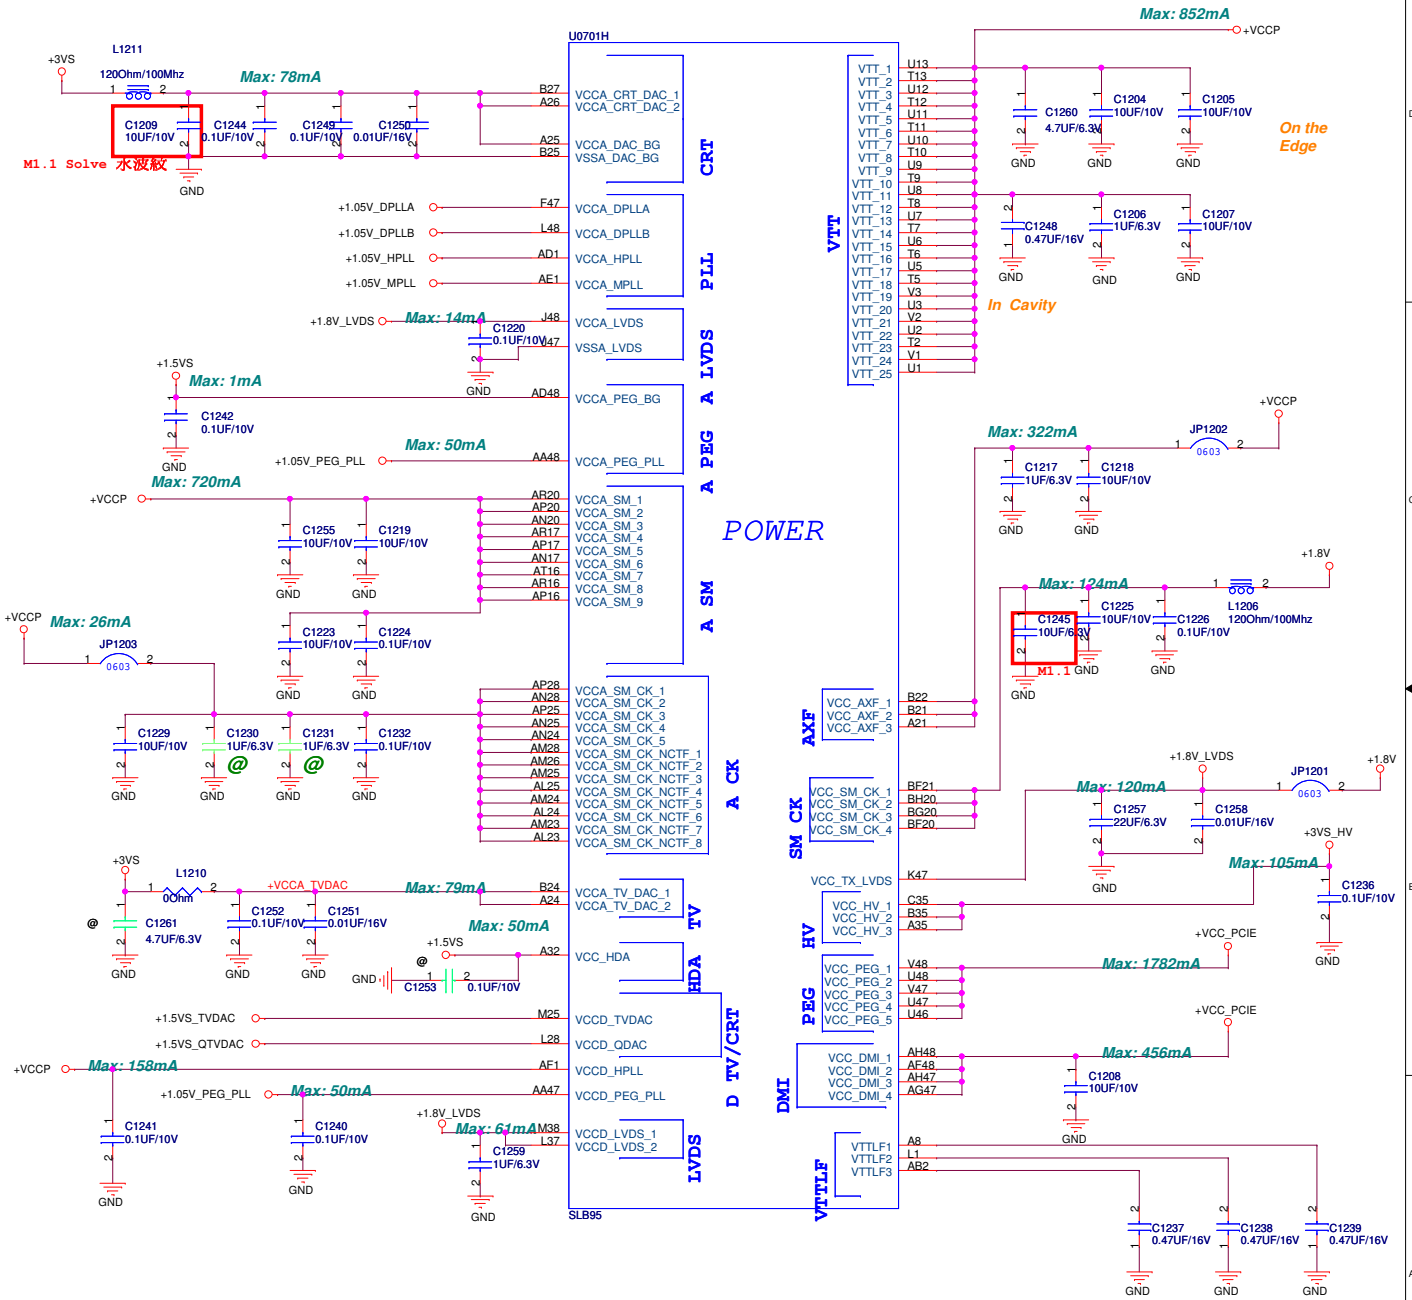 Max: 852mA
+VCCP
U0701H
L1211
+3VS
120Ohm/100Mhz
1
2
Max: 78mA
C1209
10UF/10V
C1244
0.1UF/10V
C1249
0.1UF/10V
C1250
0.01UF/16V
M1.1 Solve 水波紋
GND
B27
A26
A25
B25
VCCA_CRT_DAC_1
VCCA_CRT_DAC_2
VCCA_DAC_BG
VSSA_DAC_BG
CRT
+1.05V_DPLLA
F47
VCCA_DPLLA
+1.05V_DPLLB
L48
VCCA_DPLLB
+1.05V_HPLL
AD1
VCCA_HPLL
+1.05V_MPLL
AE1
VCCA_MPLL
PLL
+1.8V_LVDS
Max: 14mA
J48
VCCA_LVDS
C1220
0.1UF/10V
J47
VSSA_LVDS
GND
A LVDS
+1.5VS
Max: 1mA
AD48
VCCA_PEG_BG
C1242
0.1UF/10V
GND
Max: 50mA
+1.05V_PEG_PLL
AA48
VCCA_PEG_PLL
A PEG
Max: 720mA
+VCCP
C1255
10UF/10V
GND
C1219
10UF/10V
GND
C1223
10UF/10V
GND
C1224
0.1UF/10V
GND
AR20 VCCA_SM_1
AP20 VCCA_SM_2
AN20 VCCA_SM_3
AR17 VCCA_SM_4
AP17 VCCA_SM_5
AN17 VCCA_SM_6
AT16 VCCA_SM_7
AR16 VCCA_SM_8
AP16 VCCA_SM_9
A SM
POWER
+VCCP
Max: 26mA
JP1203
1
2
0603
C1229
10UF/10V
GND
C1230
1UF/6.3V
@
GND
C1231
1UF/6.3V
@
GND
C1232
0.1UF/10V
GND
AP28 VCCA_SM_CK_1
AN28 VCCA_SM_CK_2
AP25 VCCA_SM_CK_3
AN25 VCCA_SM_CK_4
AN24 VCCA_SM_CK_5
AM28 VCCA_SM_CK_NCTF_1
AM26 VCCA_SM_CK_NCTF_2
AM25 VCCA_SM_CK_NCTF_3
AL25 VCCA_SM_CK_NCTF_4
AM24 VCCA_SM_CK_NCTF_5
AL24 VCCA_SM_CK_NCTF_6
AM23 VCCA_SM_CK_NCTF_7
AL23 VCCA_SM_CK_NCTF_8
A CK
+3VS
L1210
1
2
0Ohm
+VCCA_TVDAC
Max: 79mA
B24 VCCA_TV_DAC_1
A24 VCCA_TV_DAC_2
TV
@
C1261
4.7UF/6.3V
GND
C1252
0.1UF/10V
GND
C1251
0.01UF/16V
GND
Max: 50mA
+1.5VS
A32 VCC_HDA
HDA
@
GND
C1253
1
2
0.1UF/10V
+1.5VS_TVDAC
M25 VCCD_TVDAC
+1.5VS_QTVDAC
L28 VCCD_QDAC
D TV/CRT
+VCCP
Max: 158mA
AF1 VCCD_HPLL
+1.05V_PEG_PLL
Max: 50mA
AA47 VCCD_PEG_PLL
C1241
0.1UF/10V
GND
C1240
0.1UF/10V
GND
+1.8V_LVDS
Max: 61mA
M38 VCCD_LVDS_1
L37 VCCD_LVDS_2
LVDS
C1259
1UF/6.3V
GND
SLB95
VTT
VTT_1 U13
VTT_2 T13
VTT_3 U12
VTT_4 T12
VTT_5 U11
VTT_6 T11
VTT_7 U10
VTT_8 T10
VTT_9 U9
VTT_10 T9
VTT_11 U8
VTT_12 T8
VTT_13 U7
VTT_14 T7
VTT_15 U6
VTT_16 T6
VTT_17 U5
VTT_18 T5
VTT_19 V3
VTT_20 U3
VTT_21 V2
VTT_22 U2
VTT_23 T2
VTT_24 V1
VTT_25 U1
C1260
4.7UF/6.3V
GND
C1204
10UF/10V
GND
C1205
10UF/10V
GND
On the
Edge
C1248
0.47UF/16V
GND
C1206
1UF/6.3V
GND
C1207
10UF/10V
GND
In Cavity
+VCCP
Max: 322mA
JP1202
1
2
0603
C1217
1UF/6.3V
GND
C1218
10UF/10V
GND
+1.8V
Max: 124mA
1
2
L1206
120Ohm/100Mhz
C1245
10UF/6.3V
M1.1
GND
C1225
10UF/10V
GND
C1226
0.1UF/10V
GND
AXF
VCC_AXF_1 B22
VCC_AXF_2 B21
VCC_AXF_3 A21
SM CK
VCC_SM_CK_1 BF21
VCC_SM_CK_2 BH20
VCC_SM_CK_3 BG20
VCC_SM_CK_4 BF20
+1.8V_LVDS
Max: 120mA
JP1201
1
2
0603
+1.8V
C1257
22UF/6.3V
C1258
0.01UF/16V
GND
VCC_TX_LVDS K47
+3VS_HV
Max: 105mA
C1236
0.1UF/10V
GND
HV
VCC_HV_1 C35
VCC_HV_2 B35
VCC_HV_3 A35
+VCC_PCIE
Max: 1782mA
PEG
VCC_PEG_1 V48
VCC_PEG_2 U48
VCC_PEG_3 V47
VCC_PEG_4 U47
VCC_PEG_5 U46
+VCC_PCIE
Max: 456mA
DMI
VCC_DMI_1 AH48
VCC_DMI_2 AF48
VCC_DMI_3 AH47
VCC_DMI_4 AG47
C1208
10UF/10V
GND
VTTLF
VTTLF1 A8
VTTLF2 L1
VTTLF3 AB2
C1237
0.47UF/16V
GND
C1238
0.47UF/16V
GND
C1239
0.47UF/16V
GND